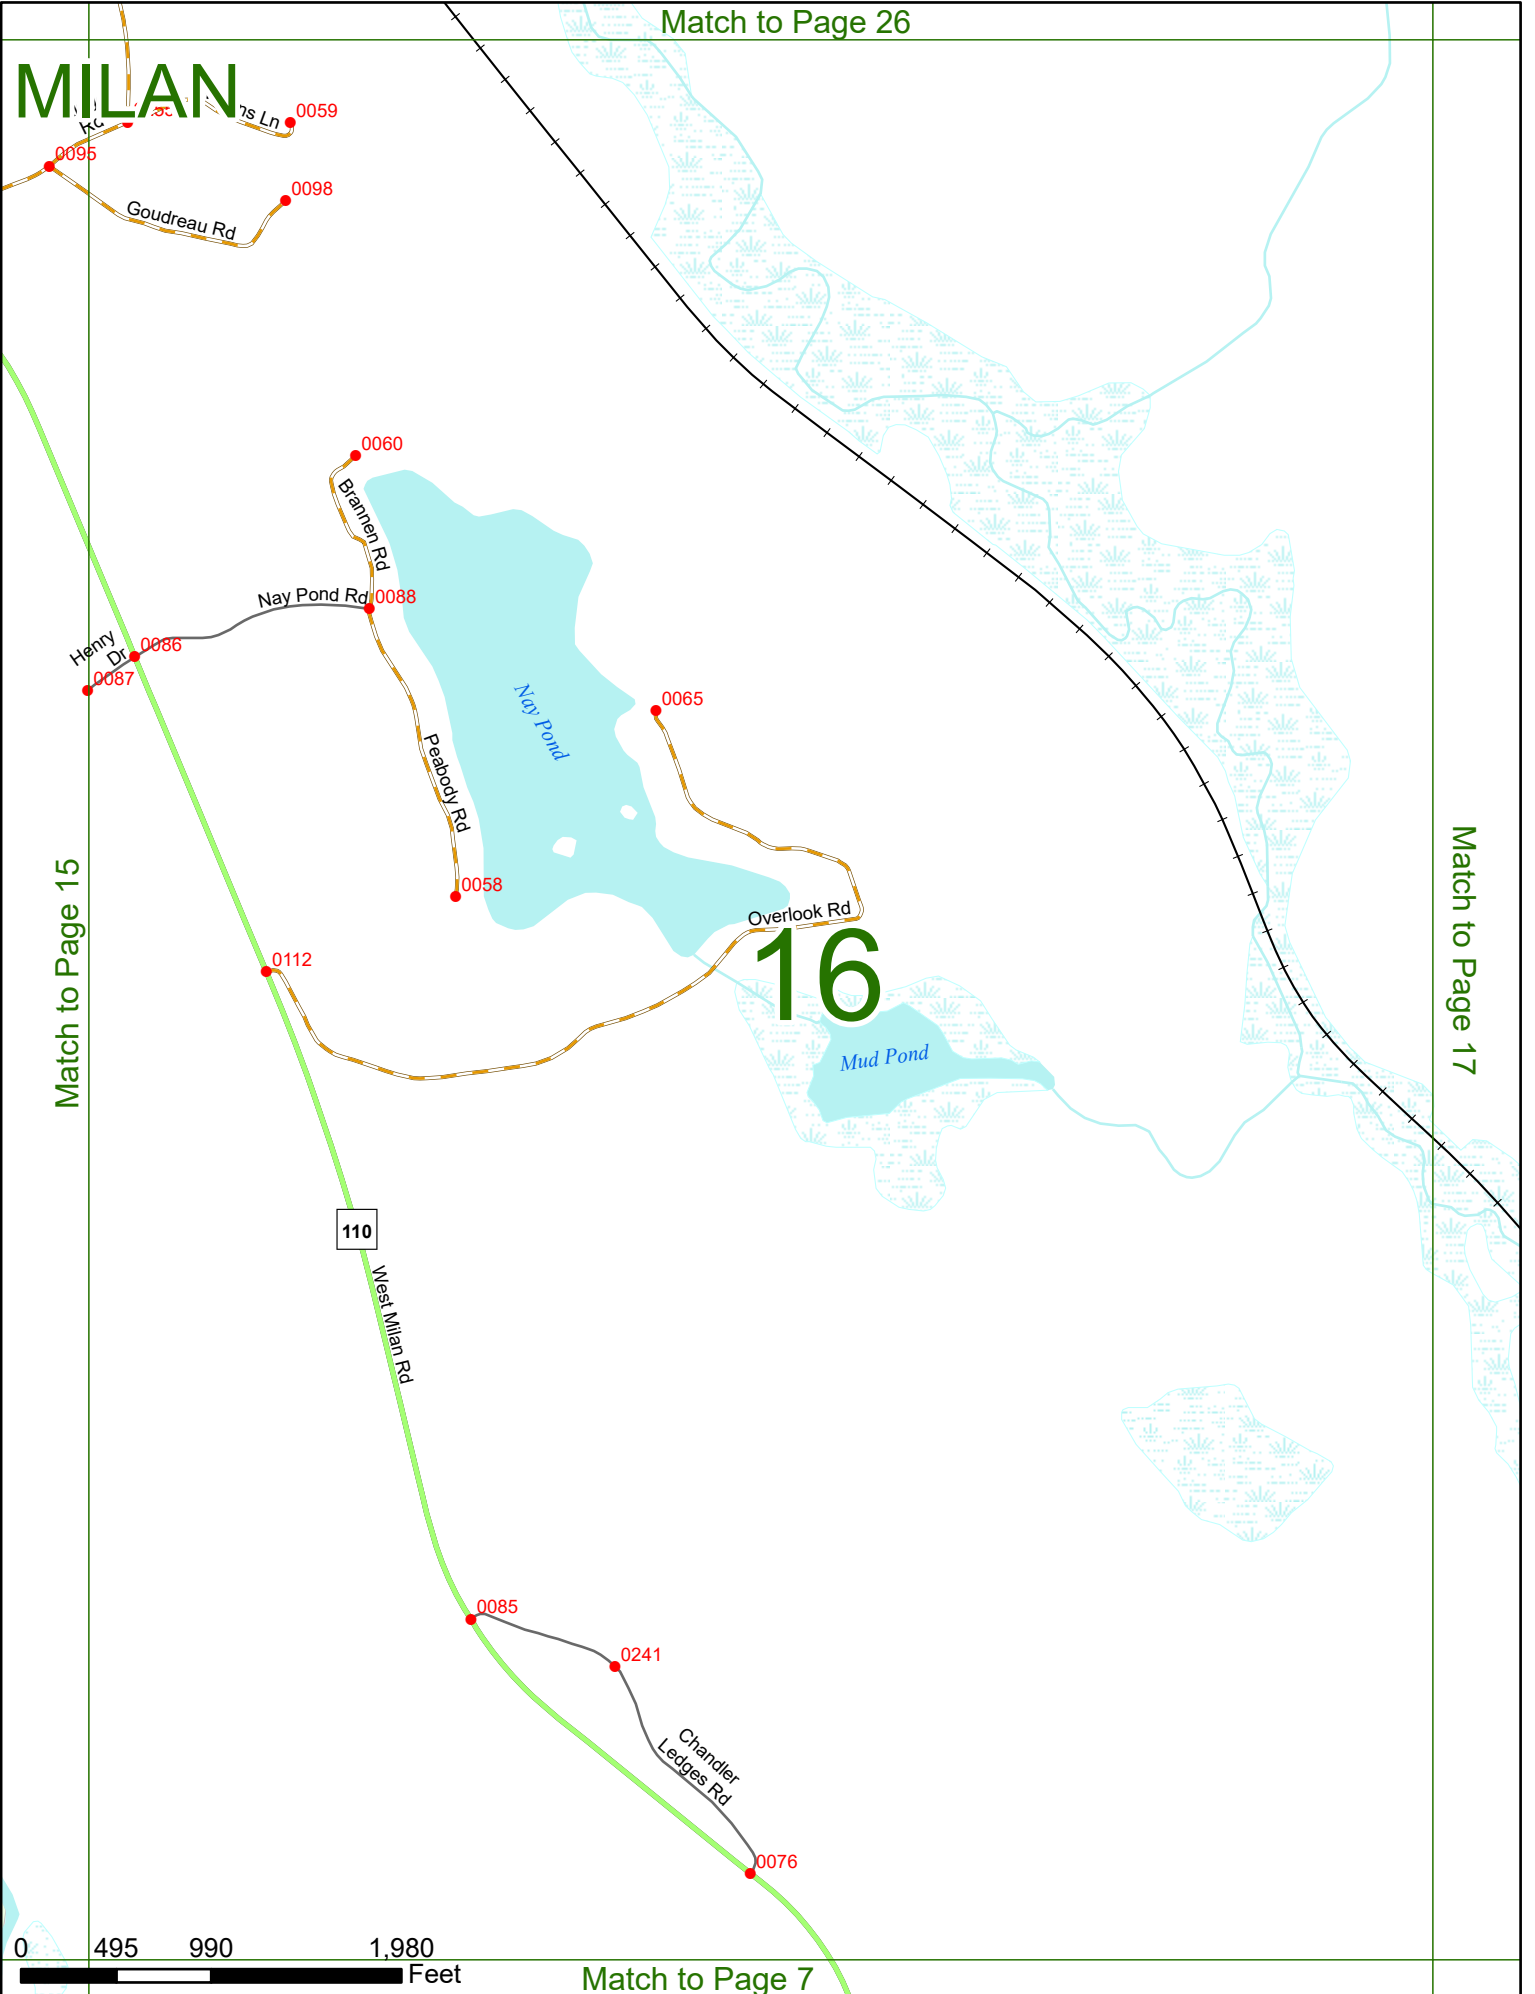 Match to Page 26
MILAN
Rd
ns Ln
0059
0095
0098
Goudreau Rd
0060
Brannen Rd
Nay Pond Rd
0088
Henry
Dr
0086
0087
Nay Pond
0065
Peabody Rd
0058
Overlook Rd
16
0112
Mud Pond
Match to Page 15
Match to Page 17
110
West Milan Rd
0085
0241
Chandler
Ledges Rd
0076
0 495 990 1,980
Feet
Match to Page 7